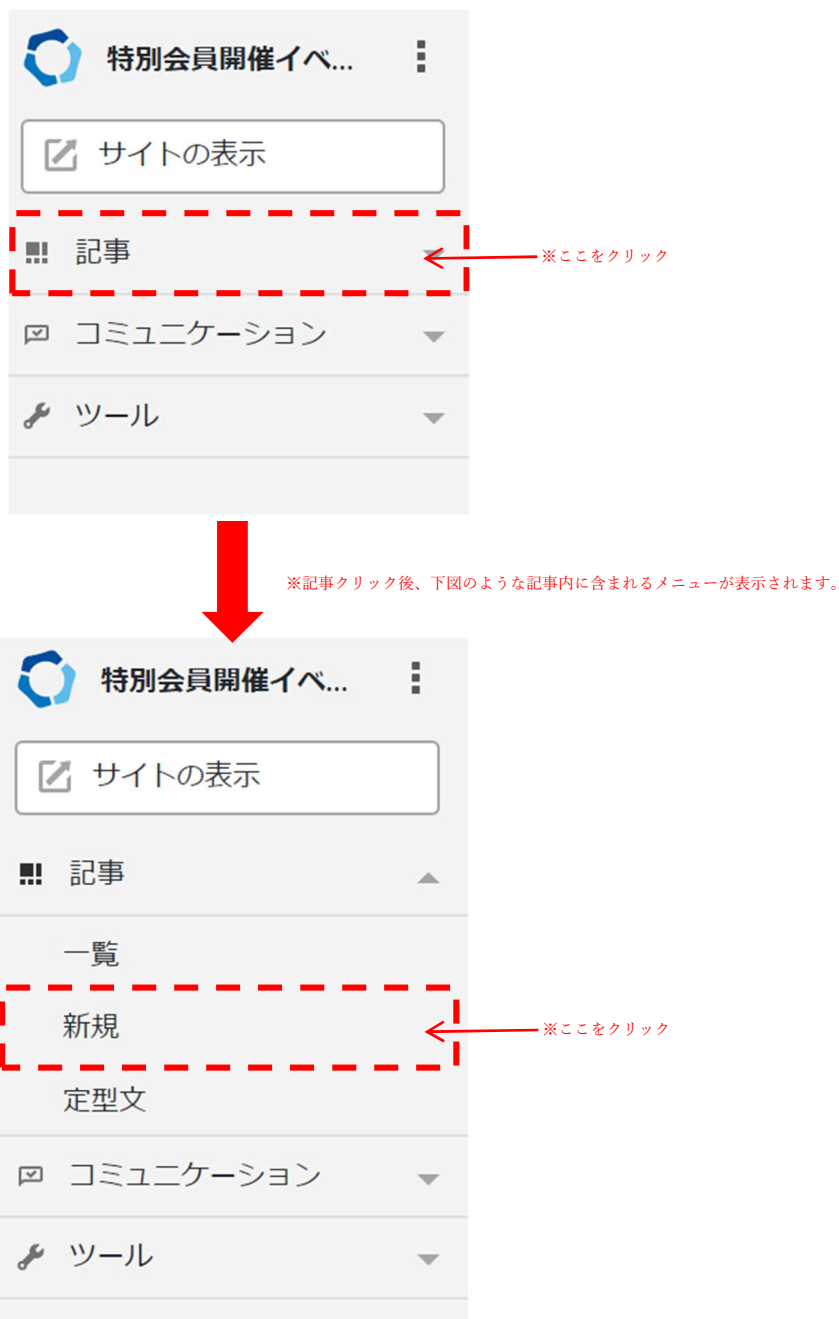 特別会員開催イベ...
サイトの表示
記事
※ここをクリック
コミュニケーション
ツール
※記事クリック後、下図のような記事内に含まれるメニューが表示されます。
特別会員開催イベ...
サイトの表示
記事
一覧
新規
※ここをクリック
定型文
コミュニケーション
ツール